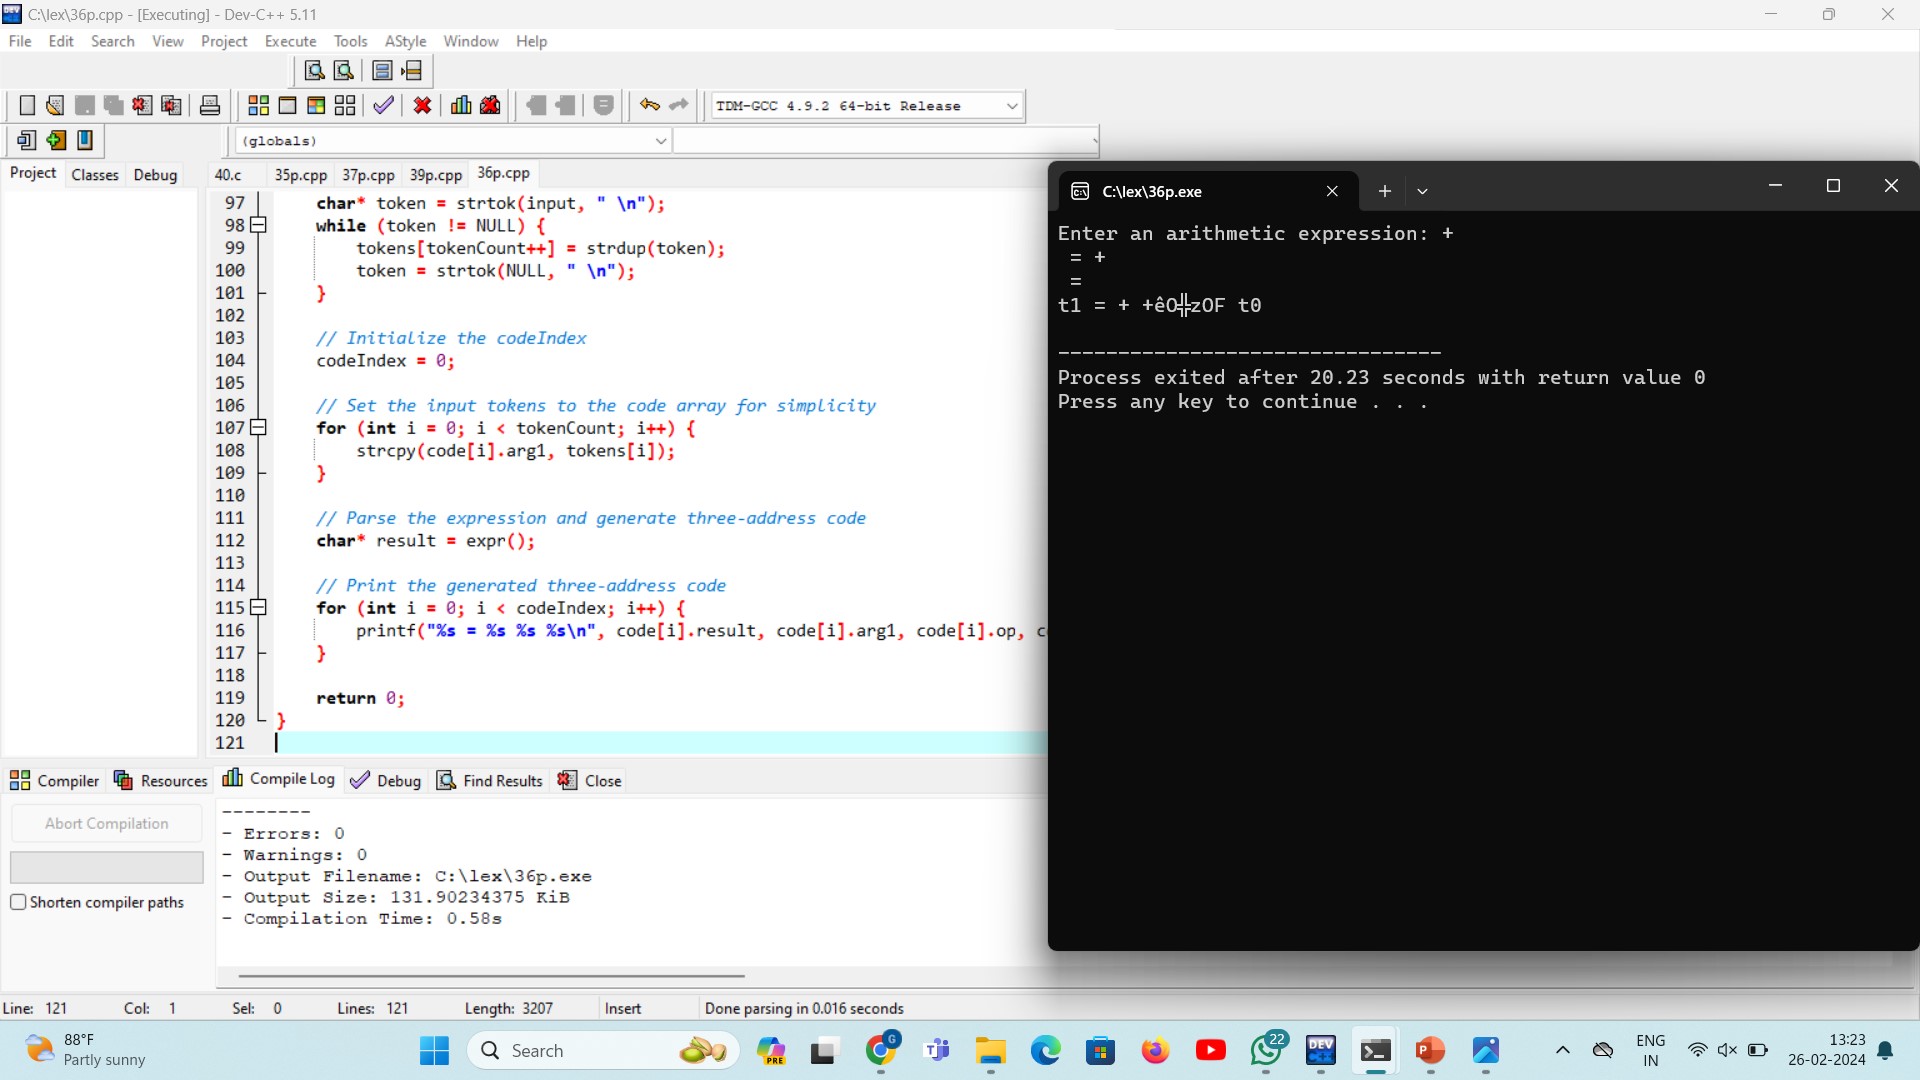 C:\lex\36p.cpp - [Executing] - Dev-C++ 5.11
File Edit Search View Project Execute Tools AStyle Window Help
TDM-GCC 4.9.2 64-bit Release
(globals)
Project Classes Debug
40.c 35p.cpp 37p.cpp 39p.cpp 36p.cpp
97 char* token = strtok(input, " \n");
98 while (token != NULL) {
99 tokens[tokenCount++] = strdup(token);
100 token = strtok(NULL, " \n");
101 }
102
103 // Initialize the codeIndex
104 codeIndex = 0;
105
106 // Set the input tokens to the code array for simplicity
107 for (int i = 0; i < tokenCount; i++) {
108 strcpy(code[i].arg1, tokens[i]);
109 }
110
111 // Parse the expression and generate three-address code
112 char* result = expr();
113
114 // Print the generated three-address code
115 for (int i = 0; i < codeIndex; i++) {
116 printf("%s = %s %s %s\n", code[i].result, code[i].arg1, code[i].op, c
117 }
118
119 return 0;
120 }
121
C:\lex\36p.exe
Enter an arithmetic expression: +
= +
=
t1 = + +êO╬zOF t0
--------------------------------
Process exited after 20.23 seconds with return value 0
Press any key to continue . . .
Compiler Resources Compile Log Debug Find Results Close
Abort Compilation
Shorten compiler paths
--------
- Errors: 0
- Warnings: 0
- Output Filename: C:\lex\36p.exe
- Output Size: 131.90234375 KiB
- Compilation Time: 0.58s
Line: 121 Col: 1 Sel: 0 Lines: 121 Length: 3207 Insert Done parsing in 0.016 seconds
88°F
Partly sunny
Search
PRE
G
22
DEV
ENG
IN
13:23
26-02-2024